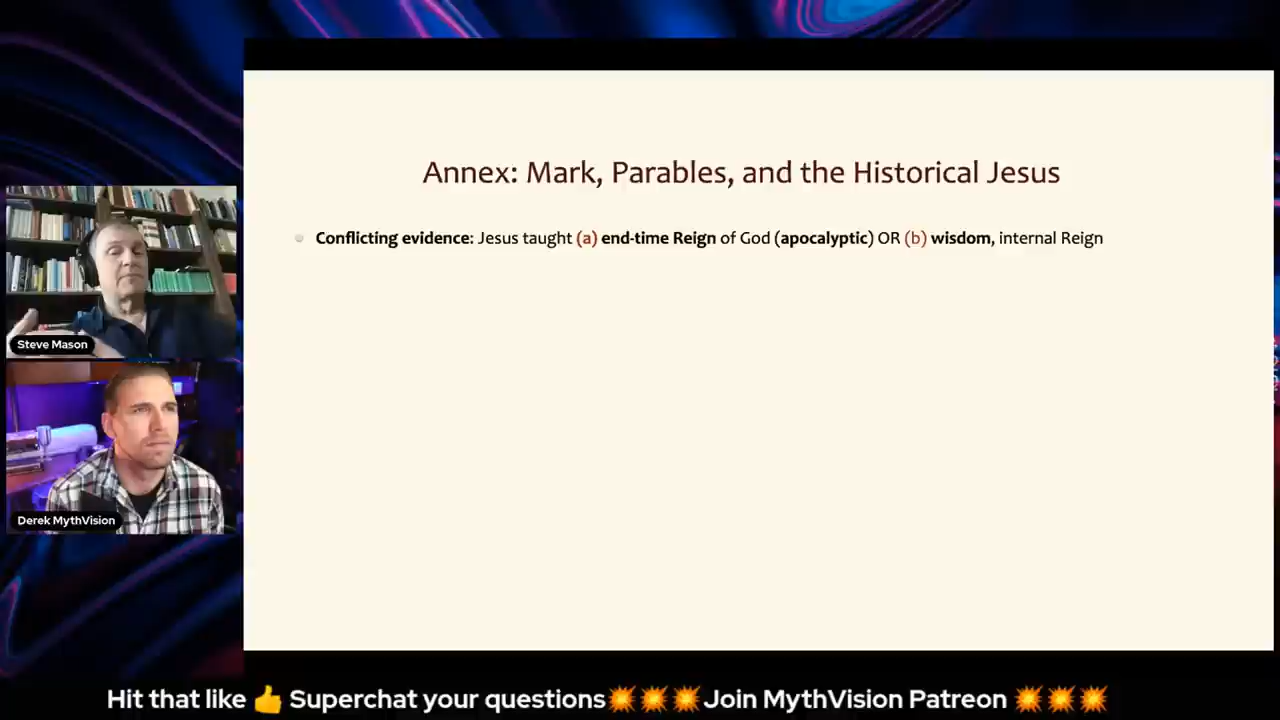 Annex: Mark, Parables, and the Historical Jesus
Conflicting evidence: Jesus taught (a) end-time Reign of God (apocalyptic) OR (b) wisdom, internal Reign
Steve Mason
Derek MythVision
Hit that like 👍 Superchat your questions💥💥💥Join MythVision Patreon 💥💥💥